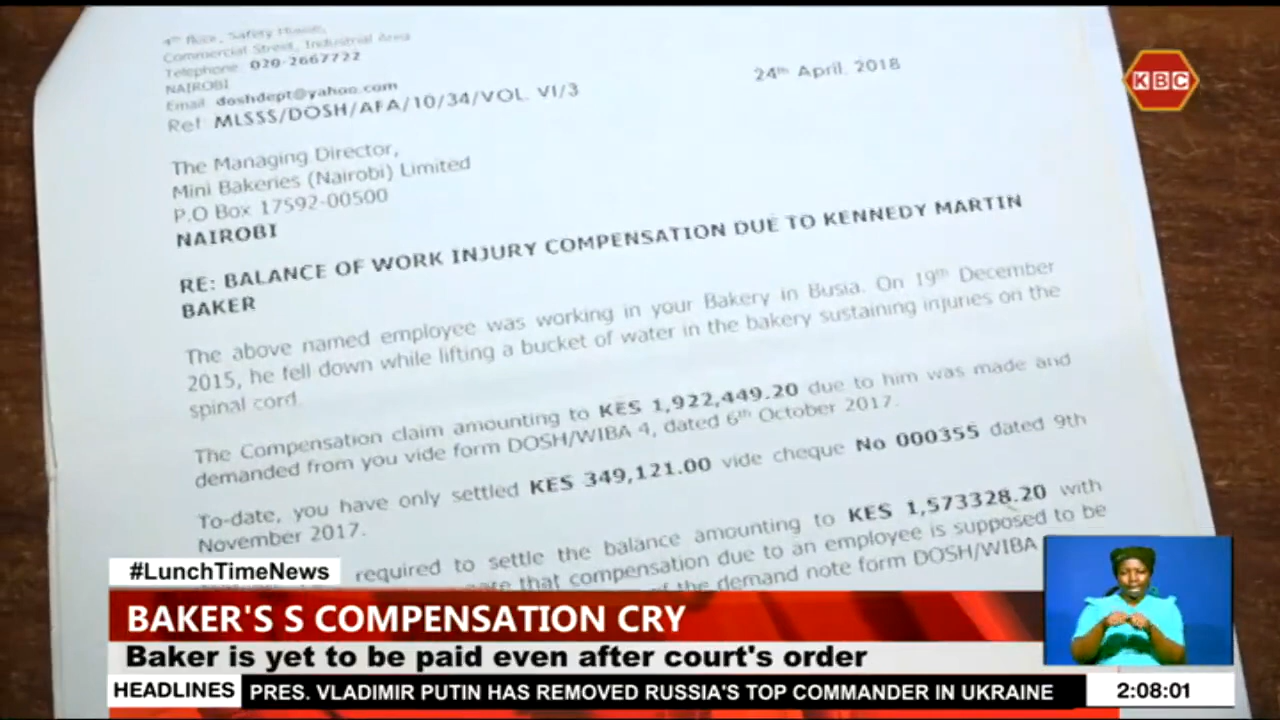 4th floor, Safety House,
Commercial Street, Industrial Area
Telephone: 020-2667722
NAIROBI
Email: doshdept@yahoo.com
Ref: MLSSS/DOSH/AFA/10/34/VOL. VI/3
24th April, 2018
KBC
The Managing Director,
Mini Bakeries (Nairobi) Limited
P.O Box 17592-00500
NAIROBI
RE: BALANCE OF WORK INJURY COMPENSATION DUE TO KENNEDY MARTIN
BAKER
The above named employee was working in your Bakery in Busia. On 19th December
2015, he fell down while lifting a bucket of water in the bakery sustaining injuries on the
spinal cord.
The Compensation claim amounting to KES 1,922,449.20 due to him was made and
demanded from you vide form DOSH/WIBA 4, dated 6th October 2017.
To-date, you have only settled KES 349,121.00 vide cheque No 000355 dated 9th
November 2017.
required to settle the balance amounting to KES 1,573328.20 with
that compensation due to an employee is supposed to be
of the demand note form DOSH/WIBA
#LunchTimeNews
BAKER'S S COMPENSATION CRY
Baker is yet to be paid even after court's order
HEADLINES PRES. VLADIMIR PUTIN HAS REMOVED RUSSIA'S TOP COMMANDER IN UKRAINE 2:08:01